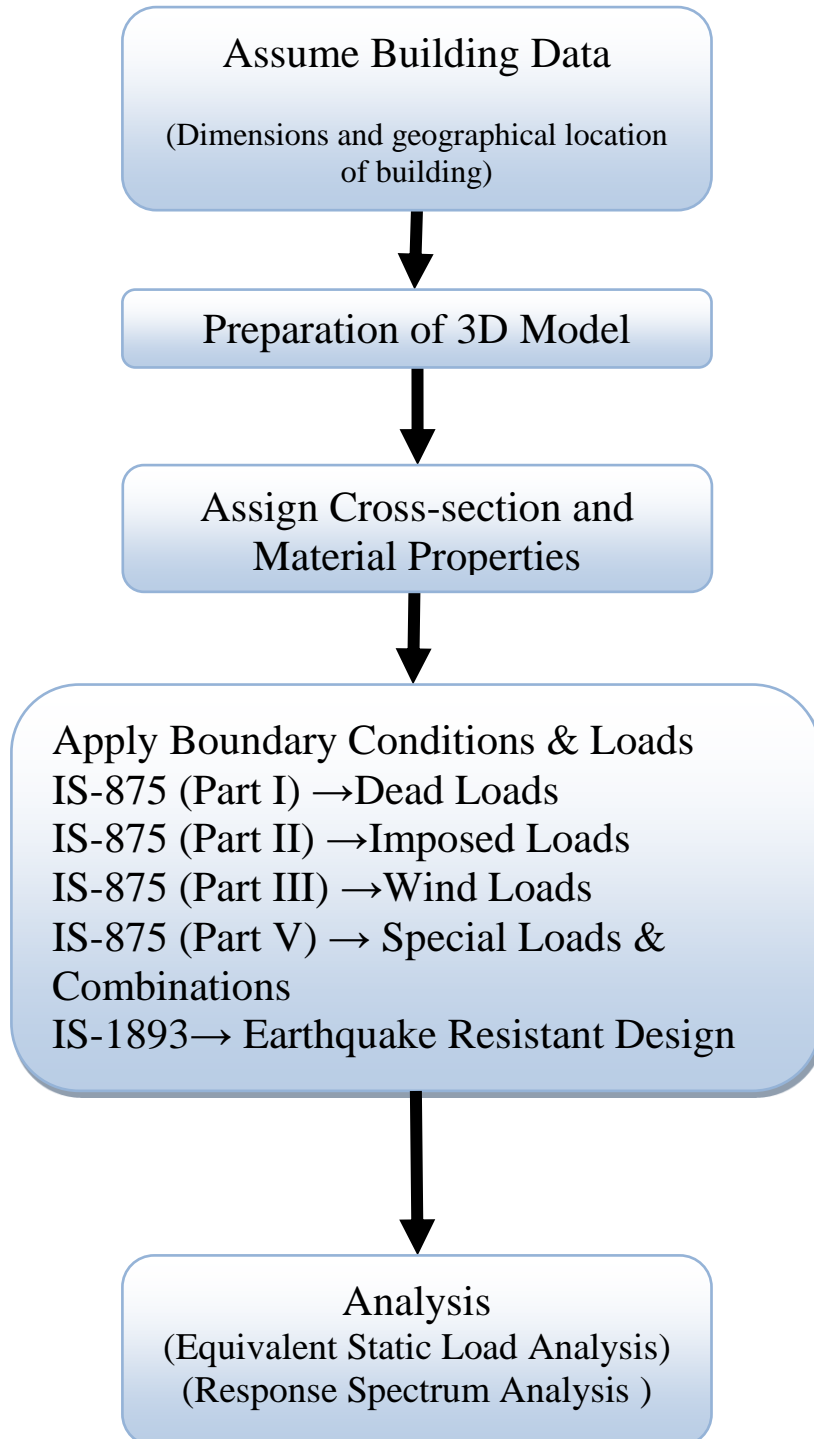 Assume Building Data
(Dimensions and geographical location
of building)
Preparation of 3D Model
Assign Cross-section and
Material Properties
Apply Boundary Conditions & Loads
IS-875 (Part I) →Dead Loads
IS-875 (Part II) →Imposed Loads
IS-875 (Part III) →Wind Loads
IS-875 (Part V) → Special Loads &
Combinations
IS-1893→ Earthquake Resistant Design
Analysis
(Equivalent Static Load Analysis)
(Response Spectrum Analysis )